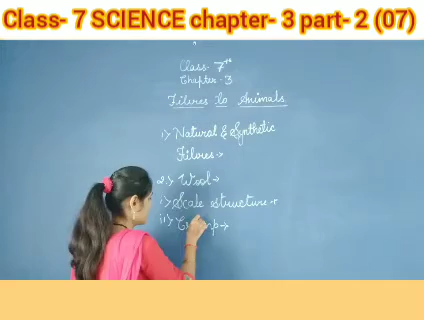 Class- 7 SCIENCE chapter- 3 part- 2 (07)
Class- 7th
Chapter - 3
Fibres to Animals
1) Natural & Synthetic
Fibres →
2.) Wool →
i) Scale structure →
ii)